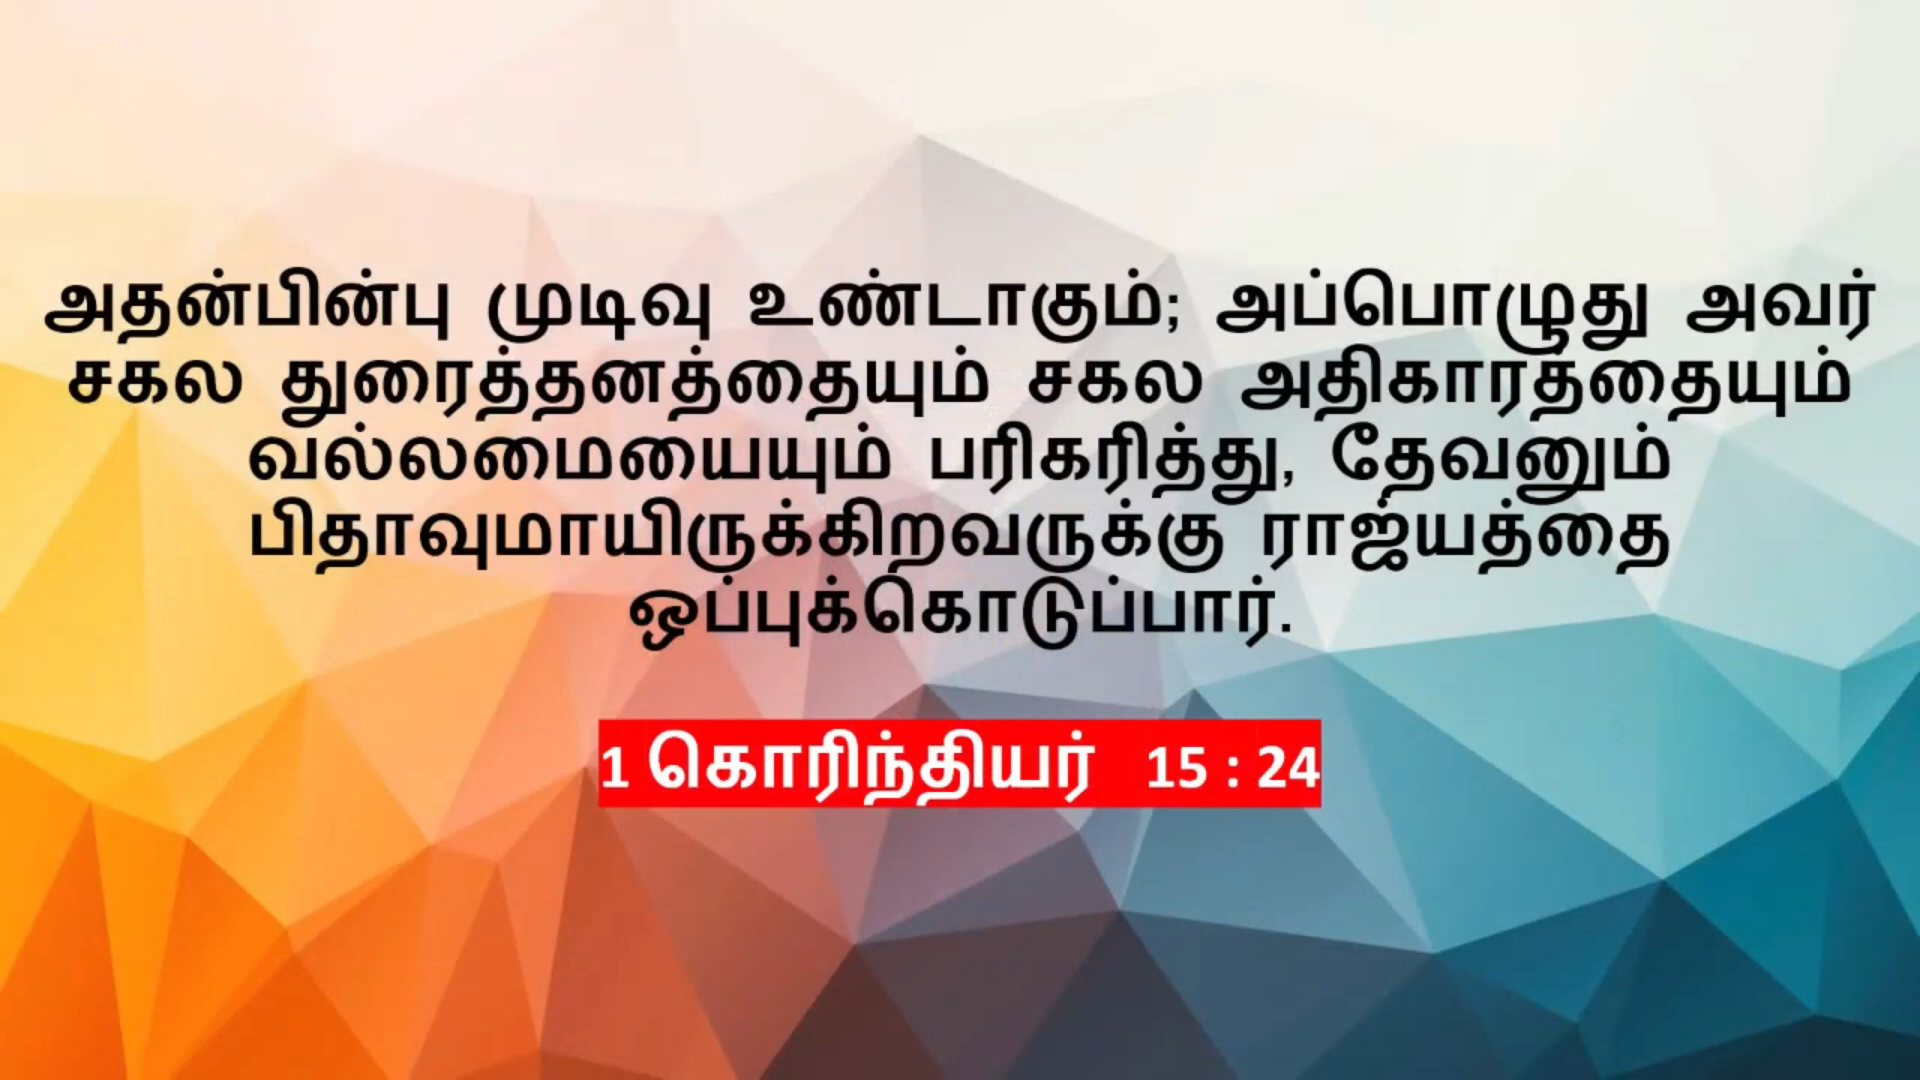 அதன்பின்பு முடிவு உண்டாகும்; அப்பொழுது அவர்
சகல துரைத்தனத்தையும் சகல அதிகாரத்தையும்
வல்லமையையும் பரிகரித்து, தேவனும்
பிதாவுமாயிருக்கிறவருக்கு ராஜ்யத்தை
ஒப்புக்கொடுப்பார்.
1 கொரிந்தியர் 15 : 24